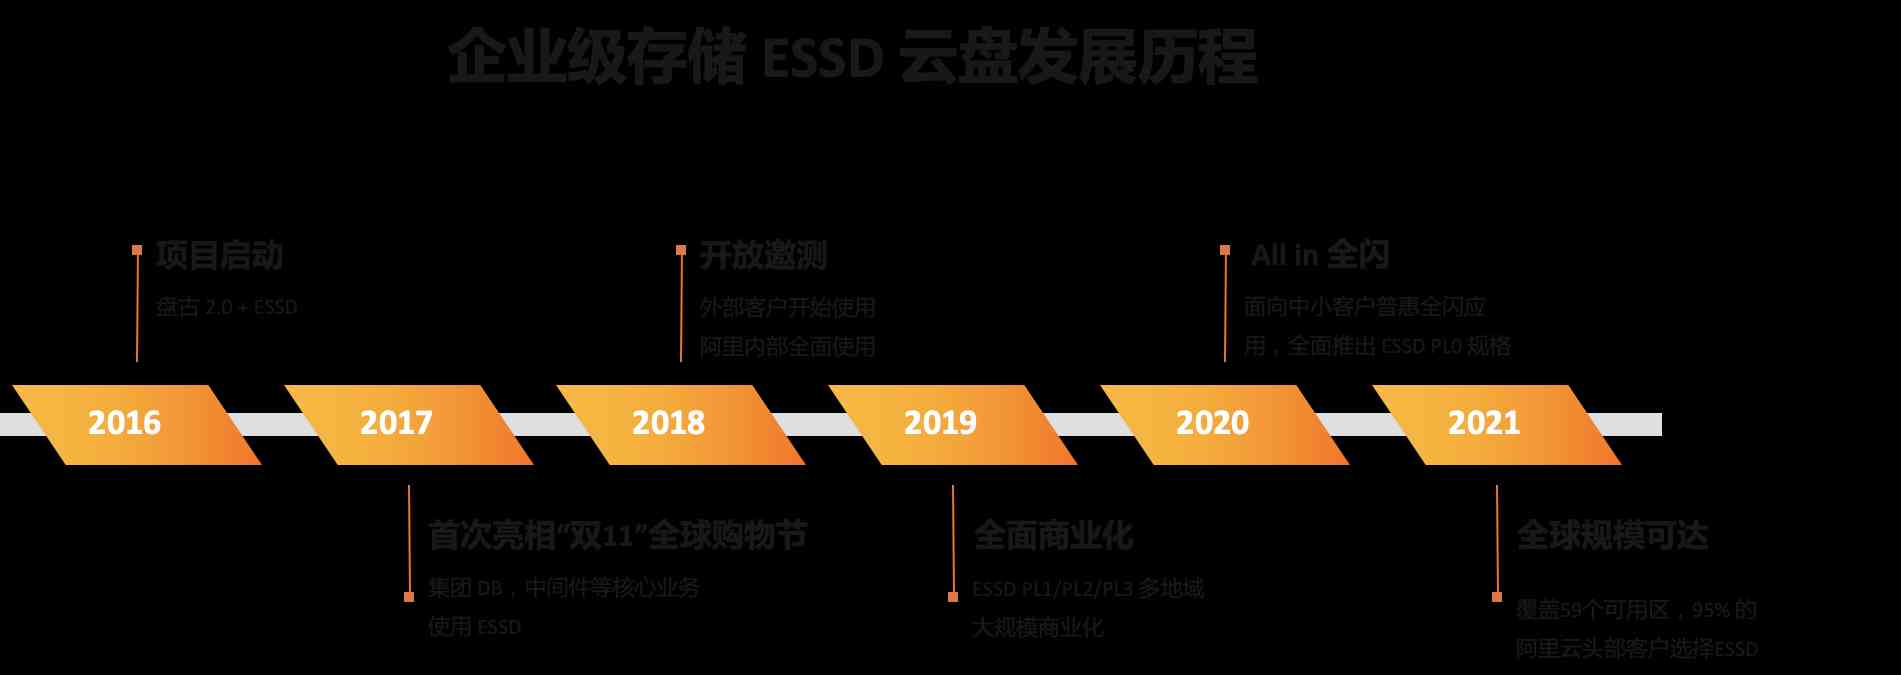 企业级存储 ESSD 云盘发展历程
项目启动
盘古 2.0 + ESSD
开放邀测
外部客户开始使用
阿里内部全面使用
All in 全闪
面向中小客户普惠全闪应
用，全面推出 ESSD PL0 规格
2016
2017
2018
2019
2020
2021
首次亮相“双11”全球购物节
集团 DB，中间件等核心业务
使用 ESSD
全面商业化
ESSD PL1/PL2/PL3 多地域
大规模商业化
全球规模可达
覆盖59个可用区，95% 的
阿里云头部客户选择ESSD